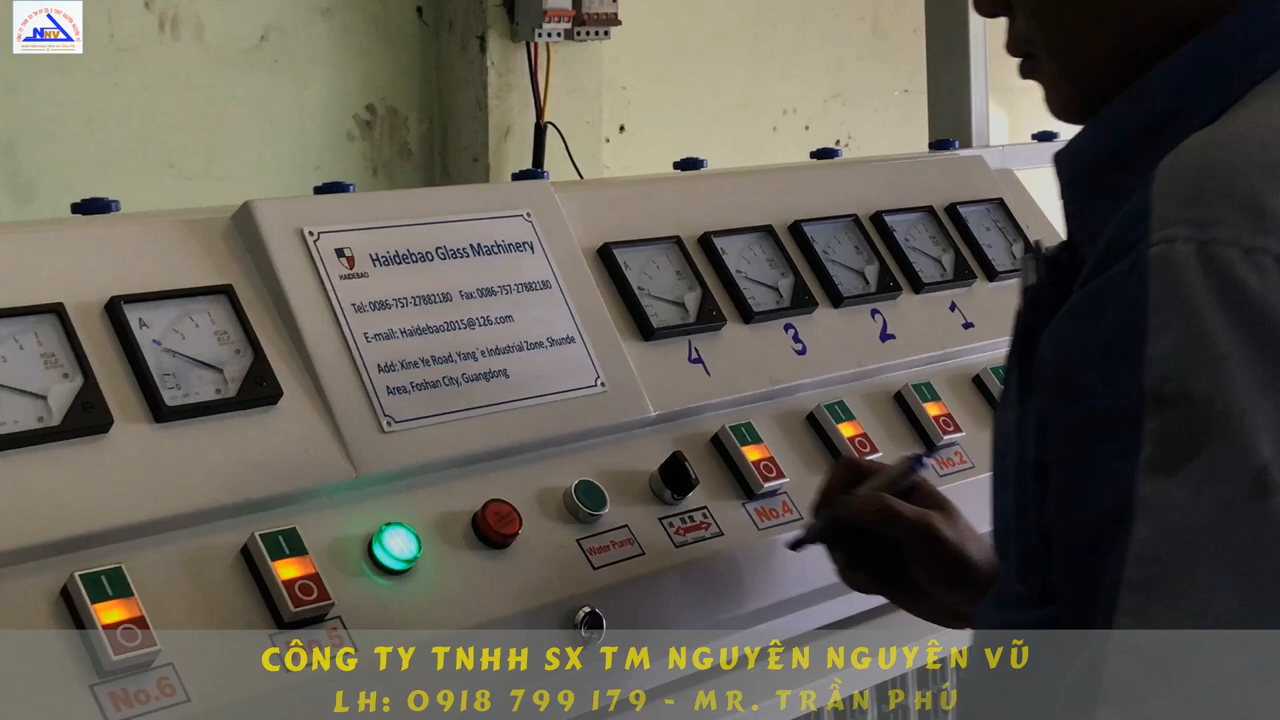 NNV
HAIDEBAO
Haidebao Glass Machinery
Tel: 0086-757-27882180 Fax: 0086-757-27882180
E-mail: Haidebao2015@126.com
Add: Xine Ye Road, Yang`e Industrial Zone, Shunde
Area, Foshan City, Guangdong
A
A
4
3
2
1
I
O
No.2
I
O
No.4
Water Pump
I
O
No.5
I
O
No.6
CÔNG TY TNHH SX TM NGUYÊN NGUYÊN VŨ
LH: 0918 799 179 - MR. TRẦN PHÚ